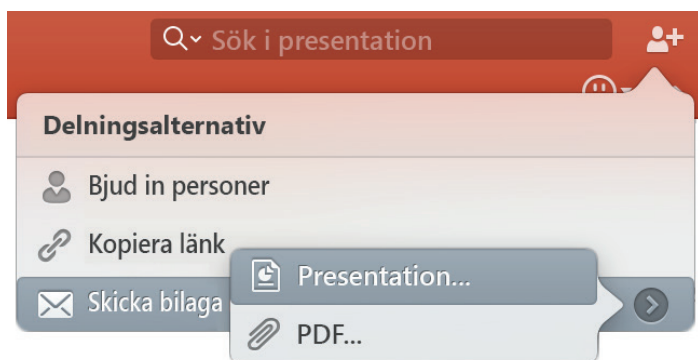 Sök i presentation
Delningsalternativ
Bjud in personer
Kopiera länk
Skicka bilaga
Presentation...
PDF...